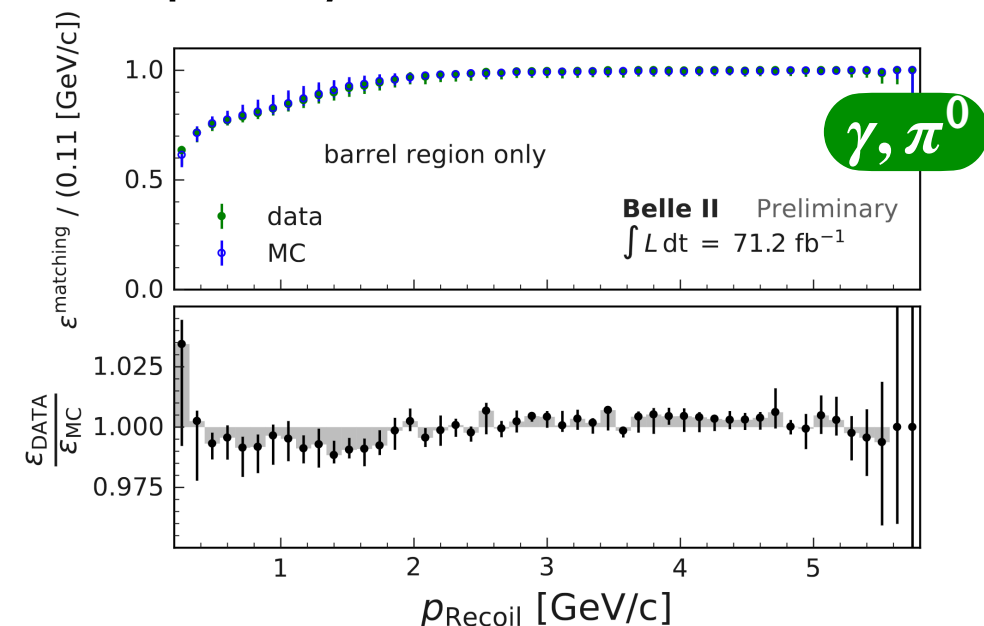 ε^matching / (0.11 [GeV/c])
1.0
0.5
0.0
barrel region only
data
MC
Belle II Preliminary
∫ L dt = 71.2 fb⁻¹
γ, π⁰
ε_DATA
ε_MC
1.025
1.000
0.975
1 2 3 4 5
p_Recoil [GeV/c]